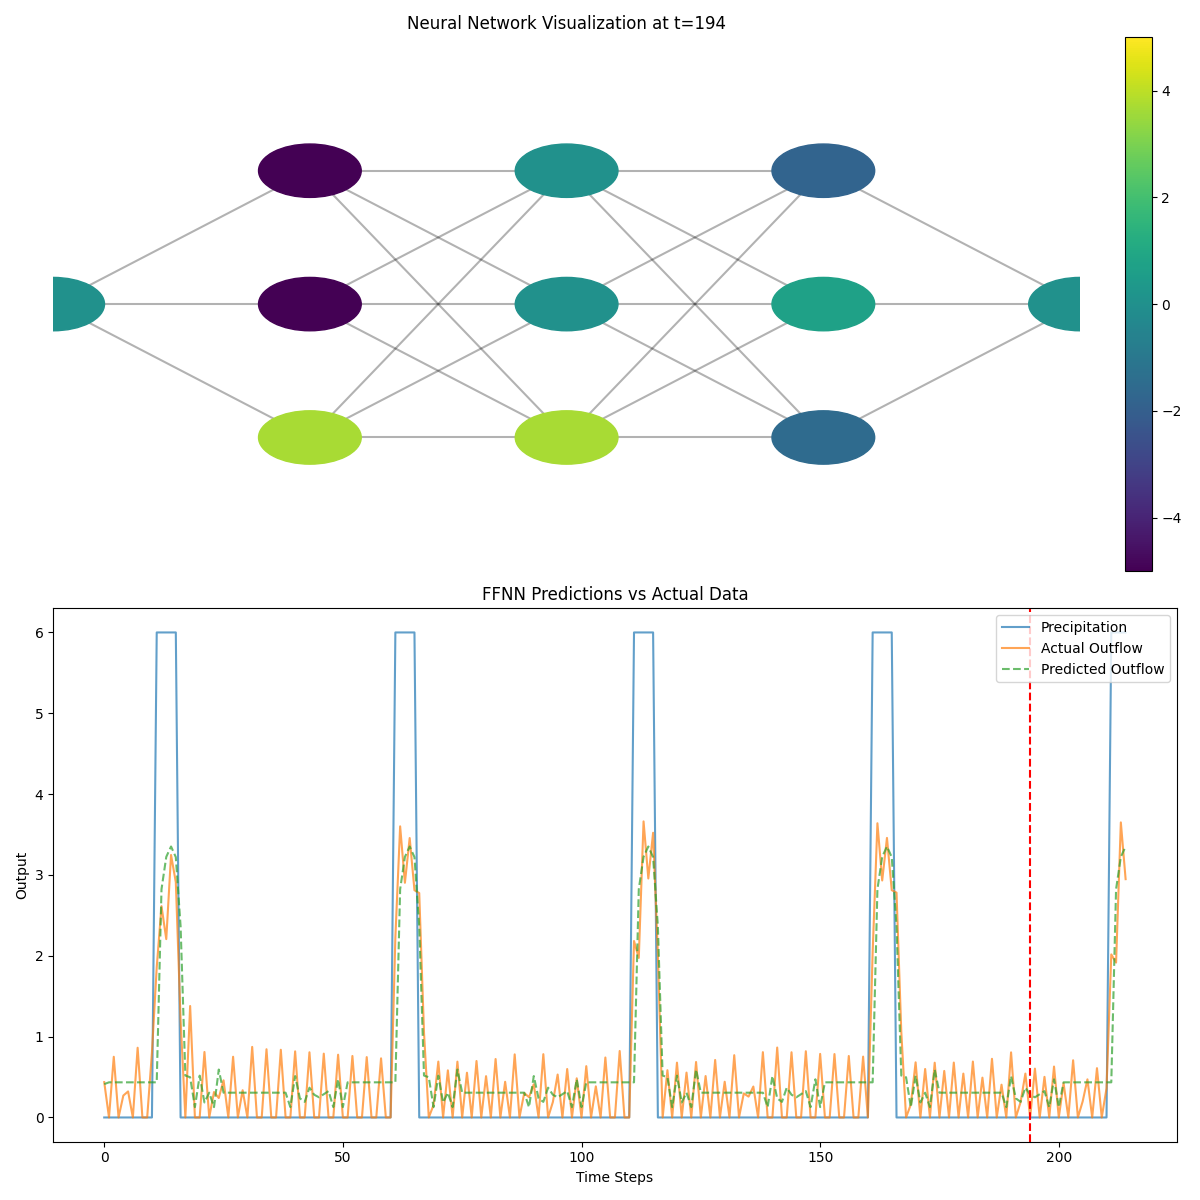 Neural Network Visualization at t=194
4
2
0
−2
−4
FFNN Predictions vs Actual Data
Precipitation
Actual Outflow
Predicted Outflow
6
5
4
3
2
1
0
Output
0 50 100 150 200
Time Steps